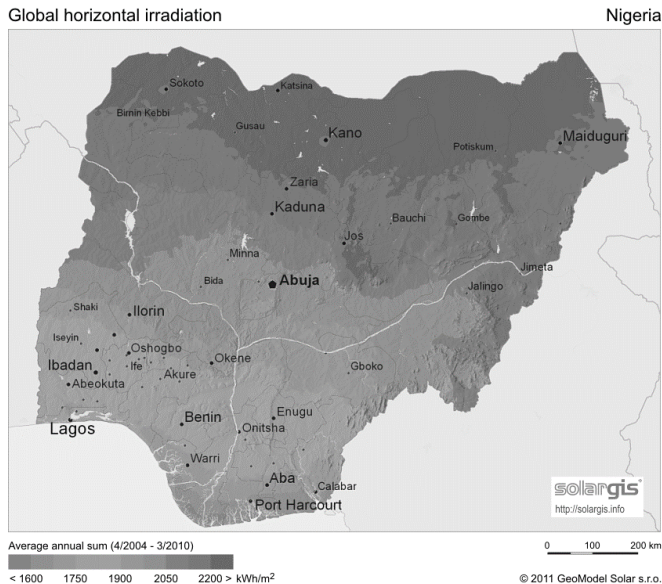 Global horizontal irradiation
Nigeria
Sokoto
Katsina
Birnin Kebbi
Gusau
Kano
Maiduguri
Potiskum
Zaria
Kaduna
Bauchi
Gombe
Jos
Minna
Jimeta
Bida
Abuja
Jalingo
Shaki
Ilorin
Iseyin
Oshogbo
Okene
Ibadan
Ife
Gboko
Akure
Abeokuta
Benin
Enugu
Lagos
Onitsha
Warri
Aba
Calabar
Port Harcourt
solargis
http://solargis.info
Average annual sum (4/2004 - 3/2010)
0 100 200 km
< 1600 1750 1900 2050 2200 > kWh/m²
© 2011 GeoModel Solar s.r.o.